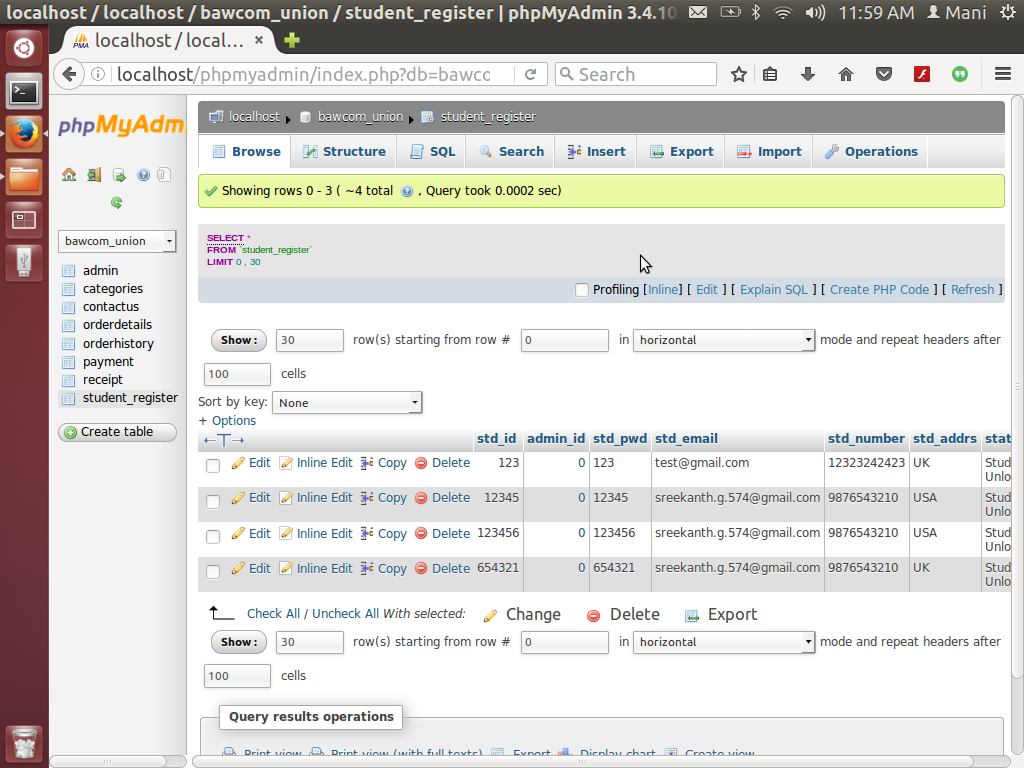 localhost / localhost / bawcom_union / student_register | phpMyAdmin 3.4.10 11:59 AM Mani
PMA localhost / local... ×
localhost/phpmyadmin/index.php?db=bawco Search
phpMyAdm
bawcom_union
admin
categories
contactus
orderdetails
orderhistory
payment
receipt
student_register
Create table
localhost ▸ bawcom_union ▸ student_register
Browse Structure SQL Search Insert Export Import Operations
Showing rows 0 - 3 ( ~4 total , Query took 0.0002 sec)
SELECT *
FROM `student_register`
LIMIT 0 , 30
Profiling [Inline] [ Edit ] [ Explain SQL ] [ Create PHP Code ] [ Refresh ]
Show : 30 row(s) starting from row # 0 in horizontal mode and repeat headers after
100 cells
Sort by key: None
+ Options
←T→ std_id admin_id std_pwd std_email std_number std_addrs stat
Edit Inline Edit Copy Delete 123 0 123 test@gmail.com 12323242423 UK Stud
Unlo
Edit Inline Edit Copy Delete 12345 0 12345 sreekanth.g.574@gmail.com 9876543210 USA Stud
Unlo
Edit Inline Edit Copy Delete 123456 0 123456 sreekanth.g.574@gmail.com 9876543210 USA Stud
Unlo
Edit Inline Edit Copy Delete 654321 0 654321 sreekanth.g.574@gmail.com 9876543210 UK Stud
Unlo
Check All / Uncheck All With selected: Change Delete Export
Show : 30 row(s) starting from row # 0 in horizontal mode and repeat headers after
100 cells
Query results operations
Print view Print view (with full texts) Export Display chart Create view